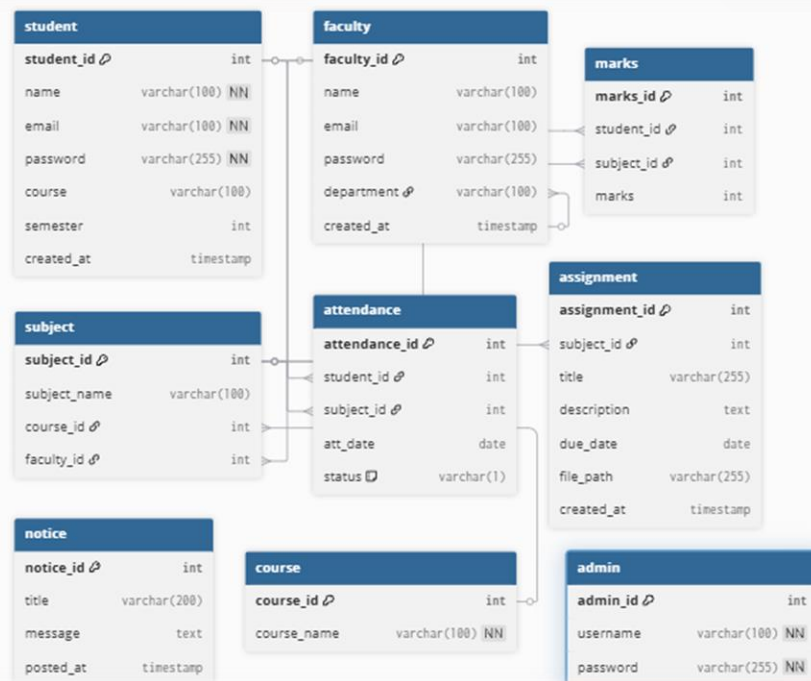 student
student_id int
name varchar(100) NN
email varchar(100) NN
password varchar(255) NN
course varchar(100)
semester int
created_at timestamp
faculty
faculty_id int
name varchar(100)
email varchar(100)
password varchar(255)
department varchar(100)
created_at timestamp
marks
marks_id int
student_id int
subject_id int
marks int
subject
subject_id int
subject_name varchar(100)
course_id int
faculty_id int
attendance
attendance_id int
student_id int
subject_id int
att_date date
status varchar(1)
assignment
assignment_id int
subject_id int
title varchar(255)
description text
due_date date
file_path varchar(255)
created_at timestamp
notice
notice_id int
title varchar(200)
message text
posted_at timestamp
course
course_id int
course_name varchar(100) NN
admin
admin_id int
username varchar(100) NN
password varchar(255) NN